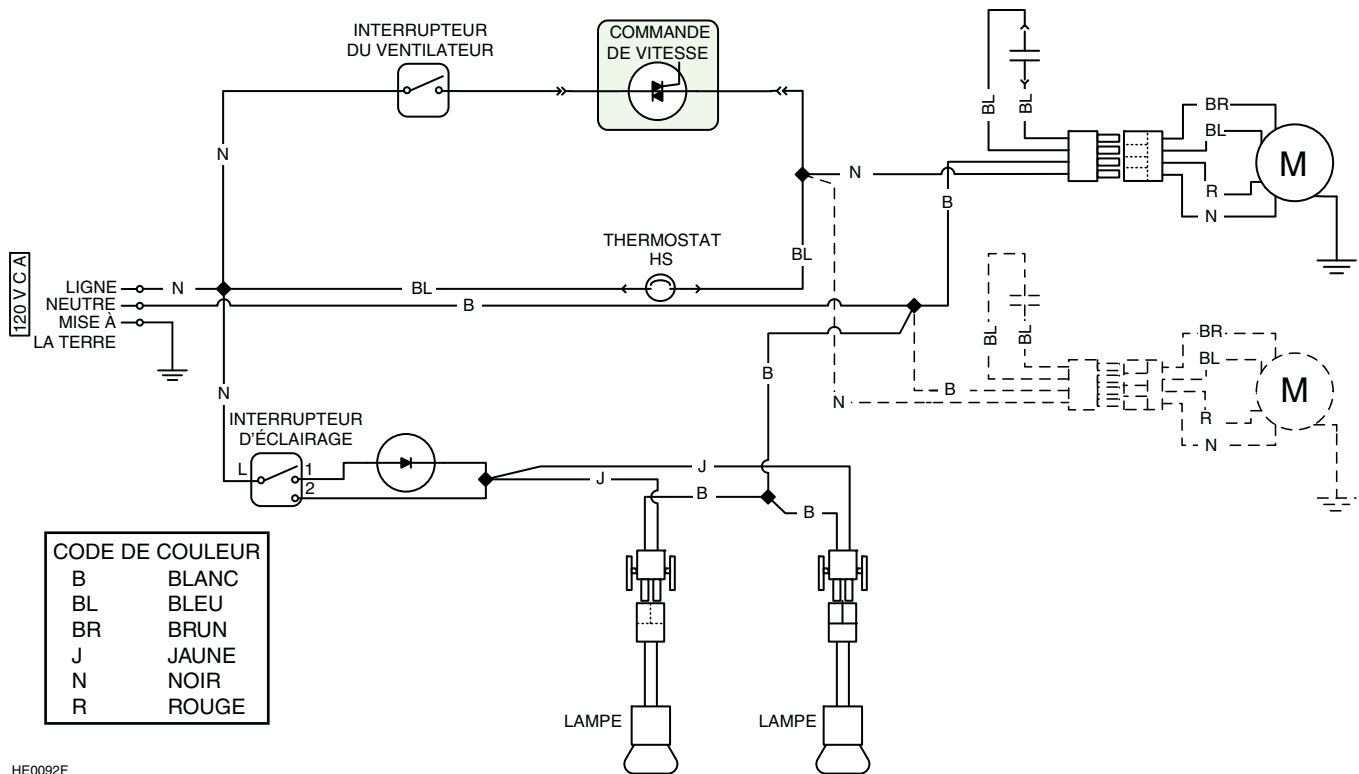 INTERRUPTEUR
DU VENTILATEUR
COMMANDE
DE VITESSE
BL
BL
BR
BL
R
N
M
N
N
B
THERMOSTAT
HS
BL
120 V C A
LIGNE
N
BL
NEUTRE
B
MISE À
LA TERRE
BL
BL
BR
BL
R
N
M
B
N
B
N
INTERRUPTEUR
D'ÉCLAIRAGE
L
1
2
J
J
B
B
CODE DE COULEUR
B BLANC
BL BLEU
BR BRUN
J JAUNE
N NOIR
R ROUGE
LAMPE
LAMPE
HE0092F